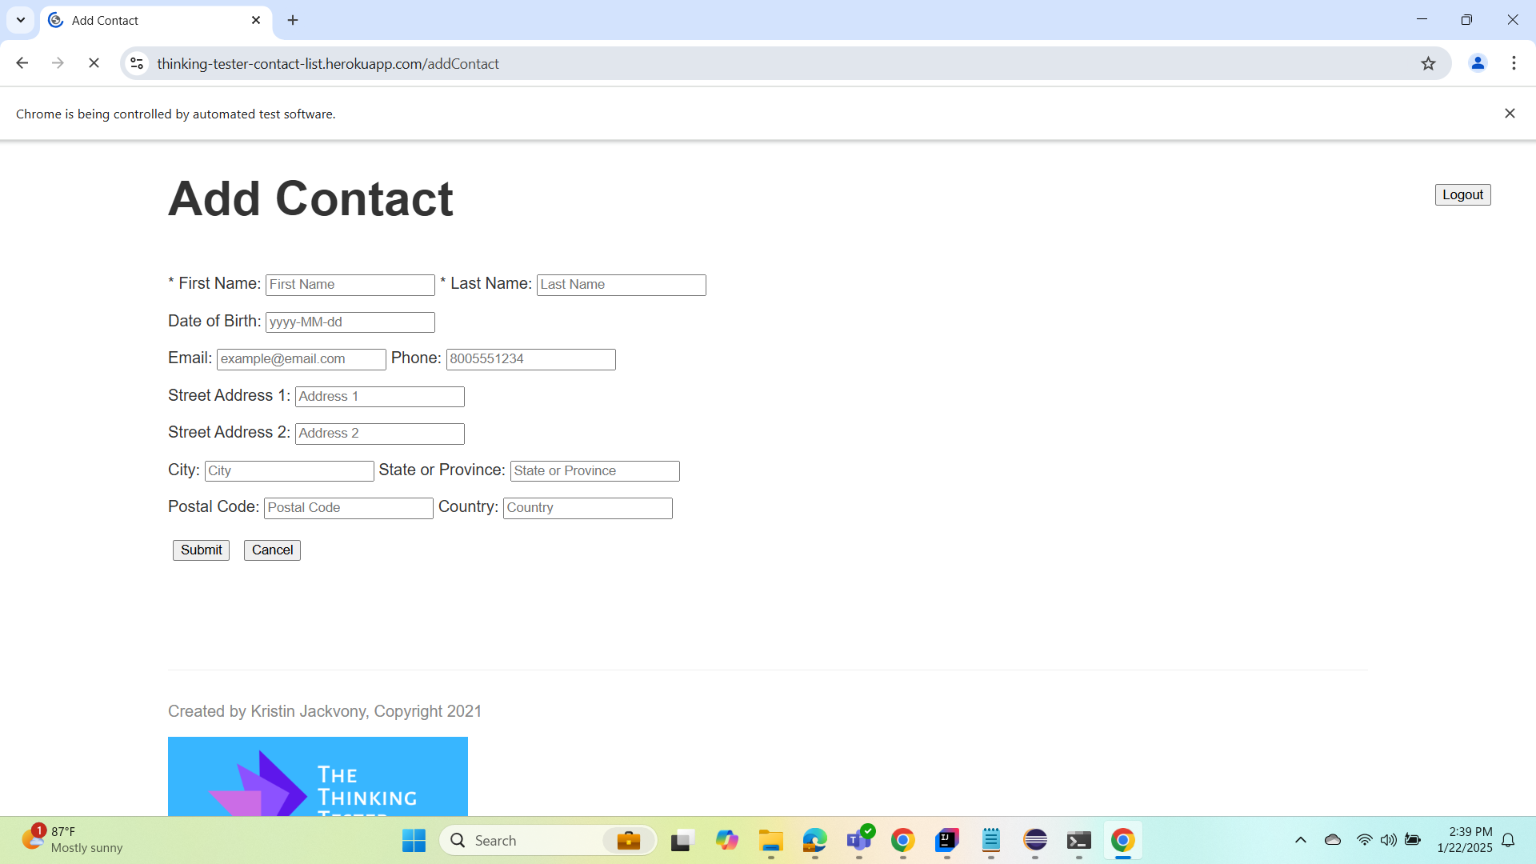 Add Contact
thinking-tester-contact-list.herokuapp.com/addContact
Chrome is being controlled by automated test software.
Add Contact
Logout
* First Name: First Name * Last Name: Last Name
Date of Birth: yyyy-MM-dd
Email: example@email.com Phone: 8005551234
Street Address 1: Address 1
Street Address 2: Address 2
City: City State or Province: State or Province
Postal Code: Postal Code Country: Country
Submit Cancel
Created by Kristin Jackvony, Copyright 2021
THE
THINKING
TESTER
1
87°F
Mostly sunny
Search
2:39 PM
1/22/2025